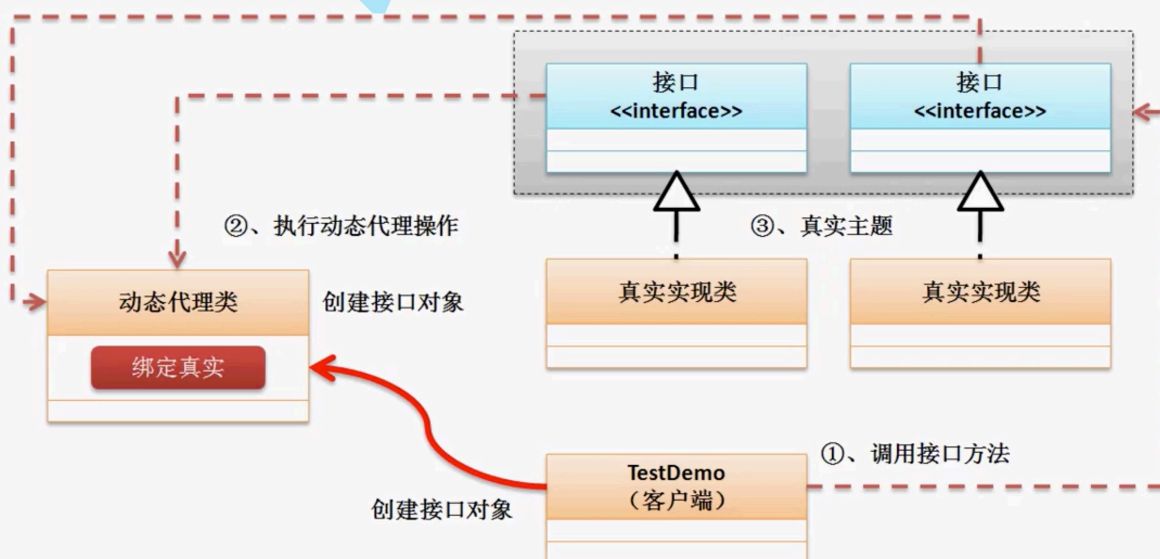 接口
<<interface>>
接口
<<interface>>
②、执行动态代理操作
③、真实主题
动态代理类
创建接口对象
绑定真实
真实实现类
真实实现类
①、调用接口方法
TestDemo
（客户端）
创建接口对象